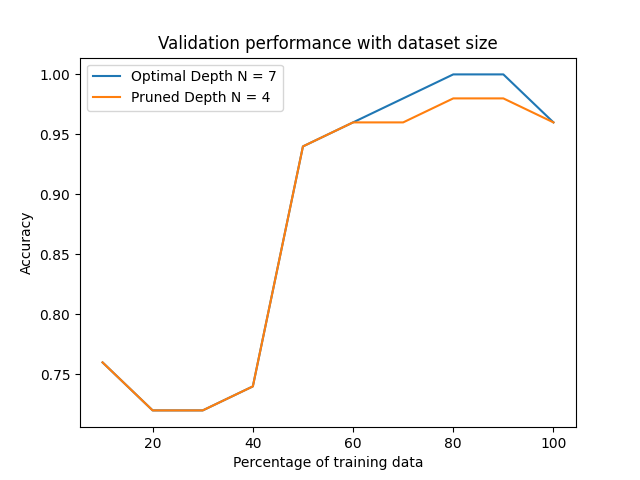 Validation performance with dataset size
Optimal Depth N = 7
Pruned Depth N = 4
1.00
0.95
0.90
0.85
0.80
0.75
Accuracy
20 40 60 80 100
Percentage of training data